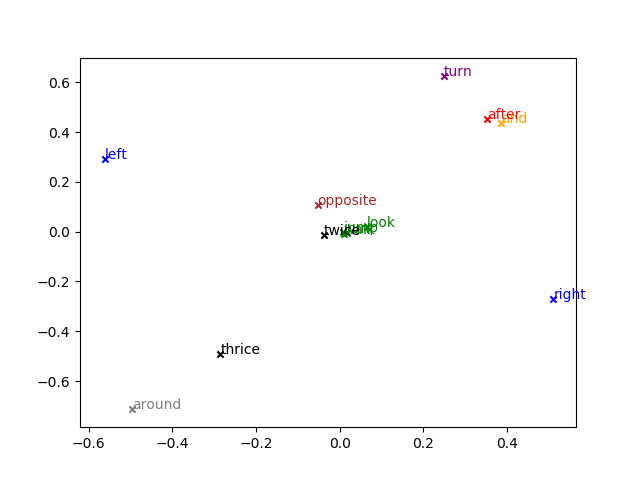 turn
0.6
after
and
0.4
left
0.2
opposite
look
twice
0.0
right
−0.2
thrice
−0.4
around
−0.6
−0.6 −0.4 −0.2 0.0 0.2 0.4